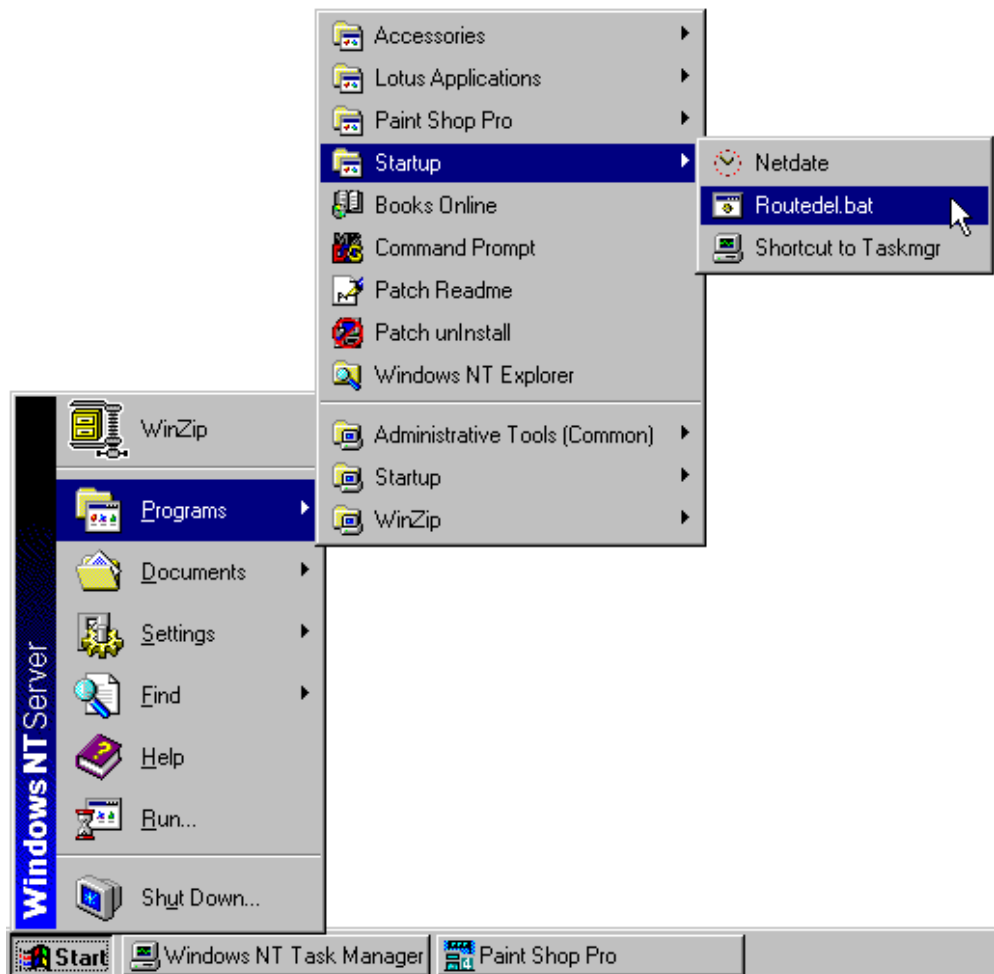 Accessories
Lotus Applications
Paint Shop Pro
Startup
Books Online
Command Prompt
Patch Readme
Patch unInstall
Windows NT Explorer
Administrative Tools (Common)
Startup
WinZip
Netdate
Routedel.bat
Shortcut to Taskmgr
WinZip
Programs
Documents
Settings
Find
Help
Run...
Shut Down...
Windows NT Server
Start
Windows NT Task Manager
Paint Shop Pro